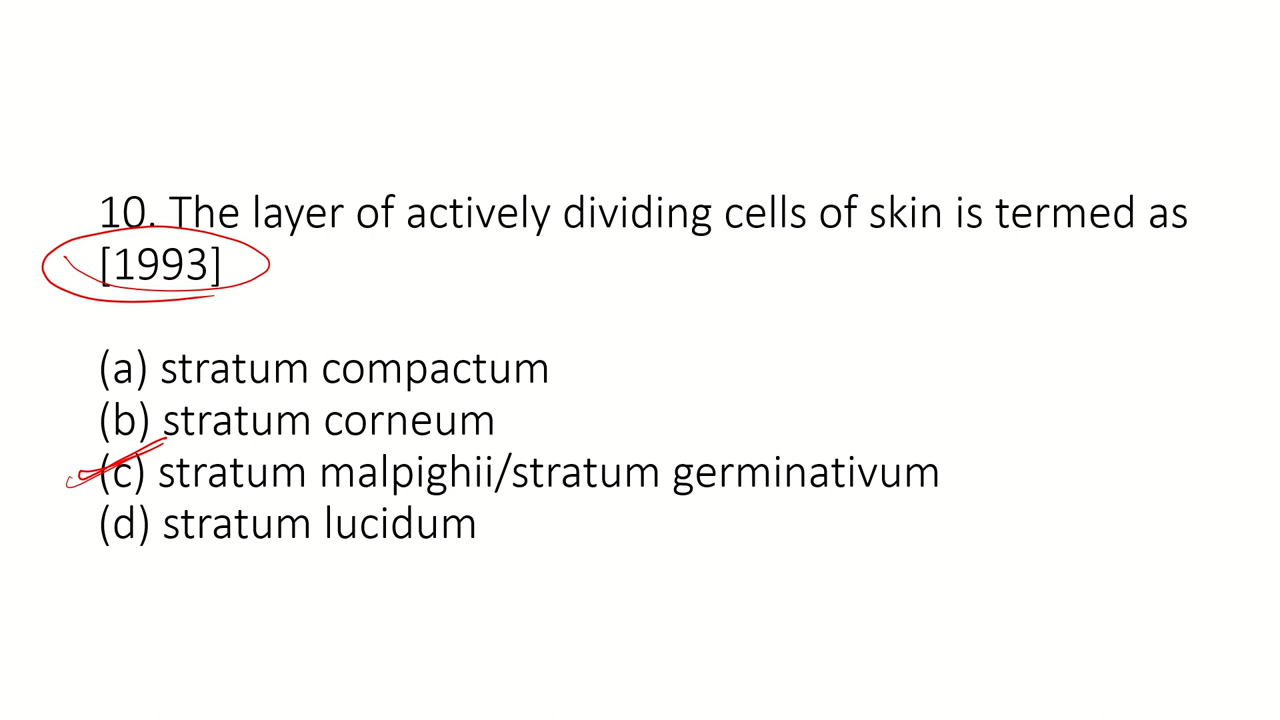 10. The layer of actively dividing cells of skin is termed as
[1993]
(a) stratum compactum
(b) stratum corneum
(c) stratum malpighii/stratum germinativum
(d) stratum lucidum